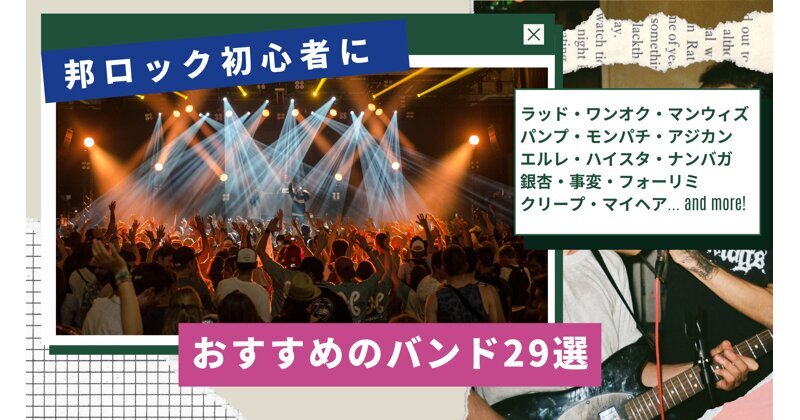 邦ロック初心者に
ラッド・ワンオク・マンウィズ
バンプ・モンパチ・アジカン
エルレ・ハイスタ・ナンバガ
銀杏・事変・フォーリミ
クリープ・マイヘア... and more!
おすすめのバンド29選